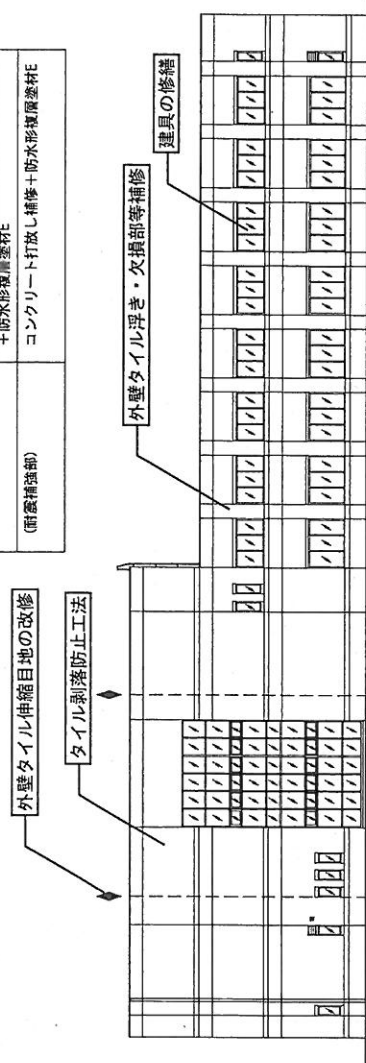 +防水形複層塗材E
(耐震補強部)
コンクリート打放し補修+防水形複層塗材E
外壁タイル伸縮目地の改修
タイル剥落防止工法
外壁タイル浮き・欠損部等補修
建具の修繕